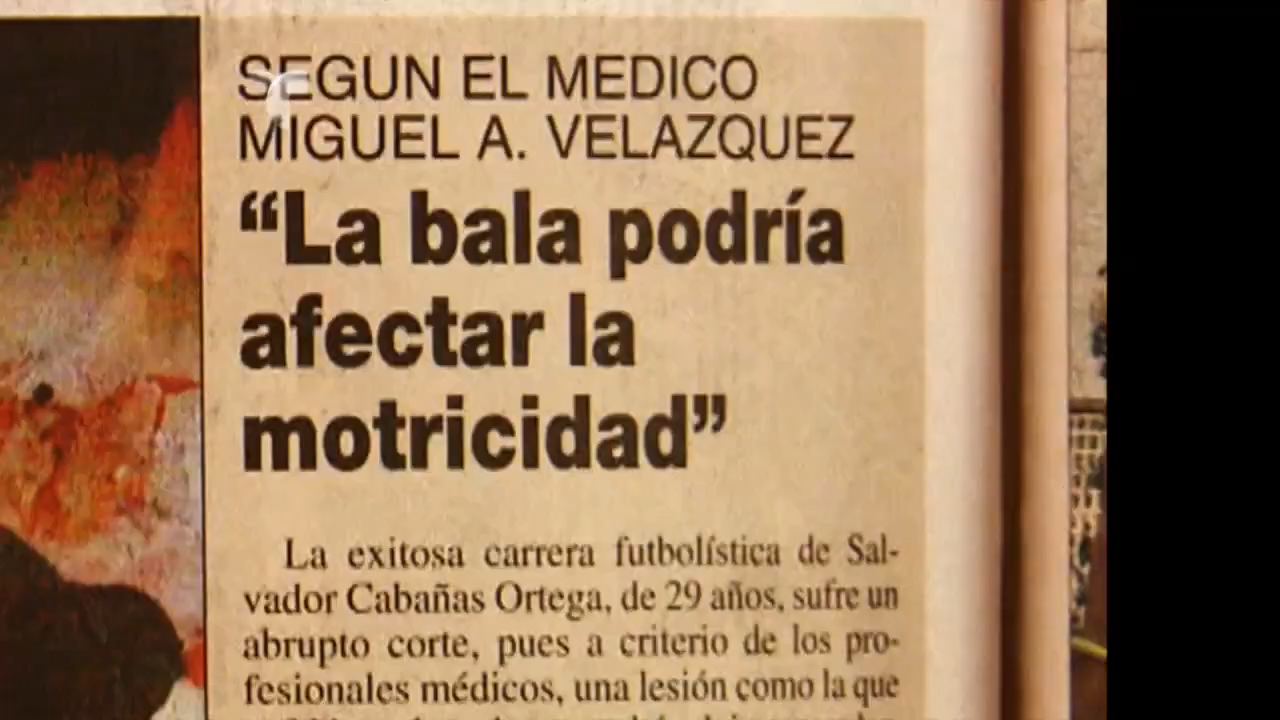 SEGUN EL MEDICO
MIGUEL A. VELAZQUEZ
“La bala podría
afectar la
motricidad”
La exitosa carrera futbolística de Sal-
vador Cabañas Ortega, de 29 años, sufre un
abrupto corte, pues a criterio de los pro-
fesionales médicos, una lesión como la que